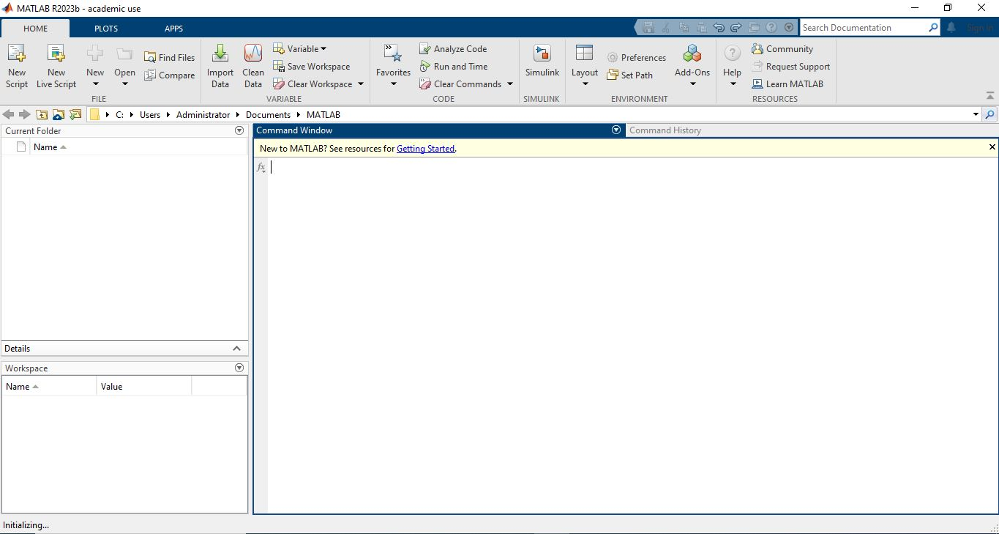 MATLAB R2023b - academic use
HOME PLOTS APPS
Search Documentation
Sign In
New Script
New Live Script
New
Open
Find Files
Compare
FILE
Import Data
Clean Data
Variable
Save Workspace
Clear Workspace
VARIABLE
Favorites
Analyze Code
Run and Time
Clear Commands
CODE
Simulink
SIMULINK
Layout
Preferences
Set Path
Add-Ons
ENVIRONMENT
Help
Community
Request Support
Learn MATLAB
RESOURCES
C: Users Administrator Documents MATLAB
Current Folder
Name
Details
Workspace
Name Value
Command Window
Command History
New to MATLAB? See resources for Getting Started.
fx
Initializing...